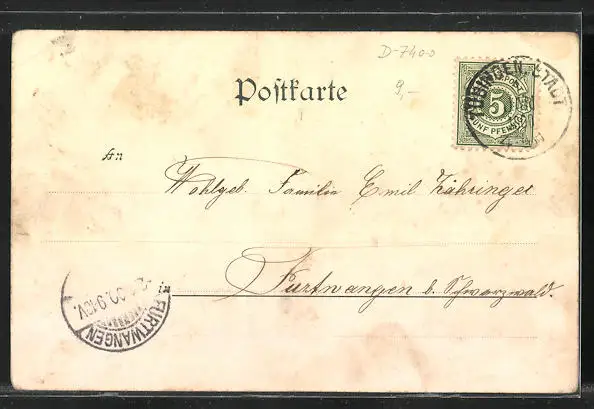 D-7400
9,-
Postkarte
TÜBINGEN. STADT
5
FÜNF PFENNIG
An
Wohlgeb. Familie Emil Zähringer
in Furtwangen b. Schwarzwald.
FURTWANGEN